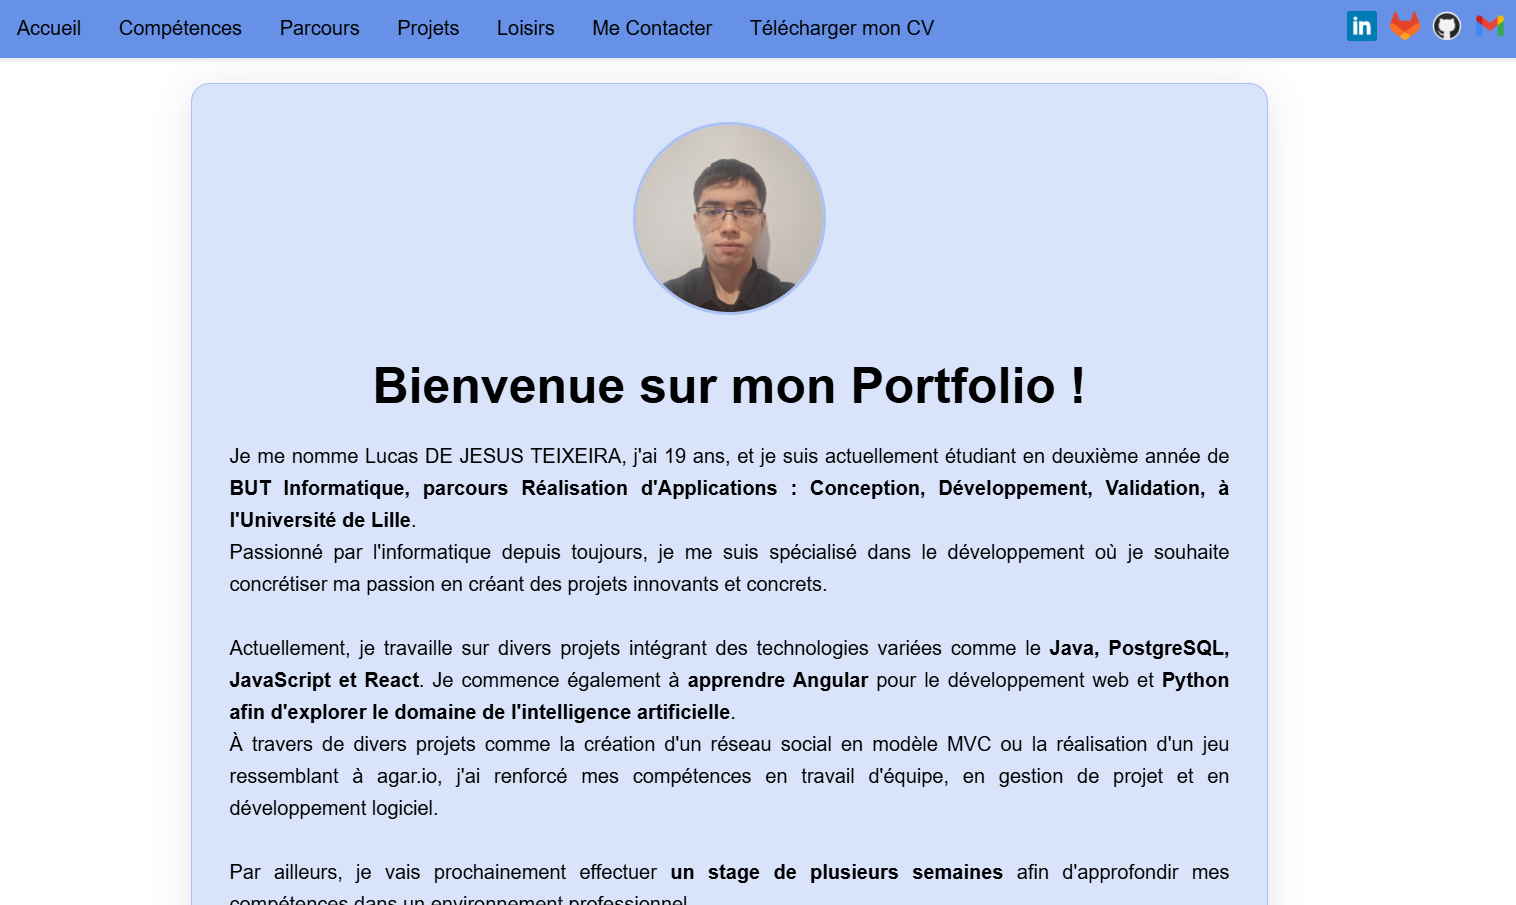 Accueil Compétences Parcours Projets Loisirs Me Contacter Télécharger mon CV in
Bienvenue sur mon Portfolio !
Je me nomme Lucas DE JESUS TEIXEIRA, j'ai 19 ans, et je suis actuellement étudiant en deuxième année de
BUT Informatique, parcours Réalisation d'Applications : Conception, Développement, Validation, à
l'Université de Lille.
Passionné par l'informatique depuis toujours, je me suis spécialisé dans le développement où je souhaite
concrétiser ma passion en créant des projets innovants et concrets.
Actuellement, je travaille sur divers projets intégrant des technologies variées comme le Java, PostgreSQL,
JavaScript et React. Je commence également à apprendre Angular pour le développement web et Python
afin d'explorer le domaine de l'intelligence artificielle.
À travers de divers projets comme la création d'un réseau social en modèle MVC ou la réalisation d'un jeu
ressemblant à agar.io, j'ai renforcé mes compétences en travail d'équipe, en gestion de projet et en
développement logiciel.
Par ailleurs, je vais prochainement effectuer un stage de plusieurs semaines afin d'approfondir mes
compétences dans un environnement professionnel.